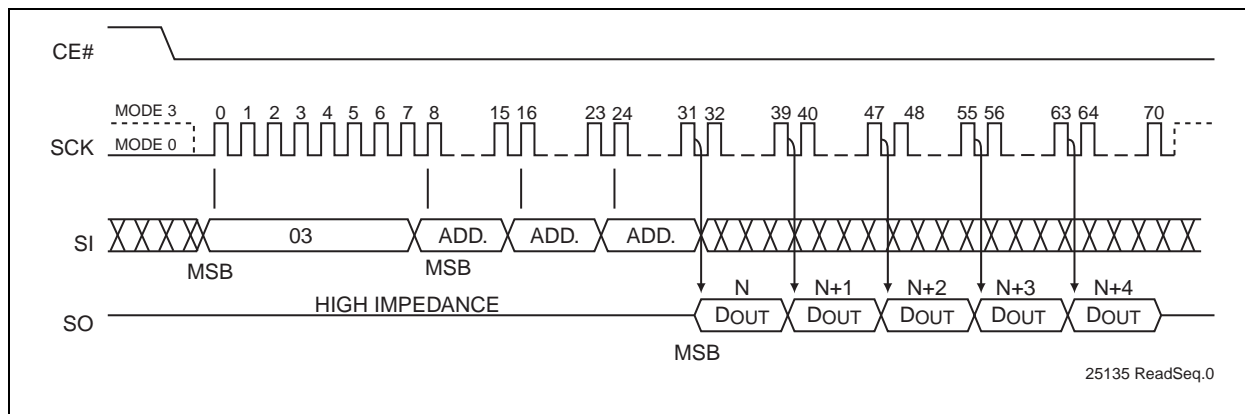 CE#
MODE 3
0 1 2 3 4 5 6 7 8 15 16 23 24 31 32 39 40 47 48 55 56 63 64 70
SCK MODE 0
SI 03 ADD. ADD. ADD.
MSB MSB
N N+1 N+2 N+3 N+4
HIGH IMPEDANCE
SO DOUT DOUT DOUT DOUT DOUT
MSB
25135 ReadSeq.0